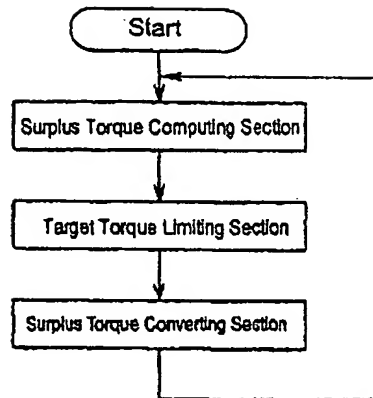 Start
Surplus Torque Computing Section
Target Torque Limiting Section
Surplus Torque Converting Section